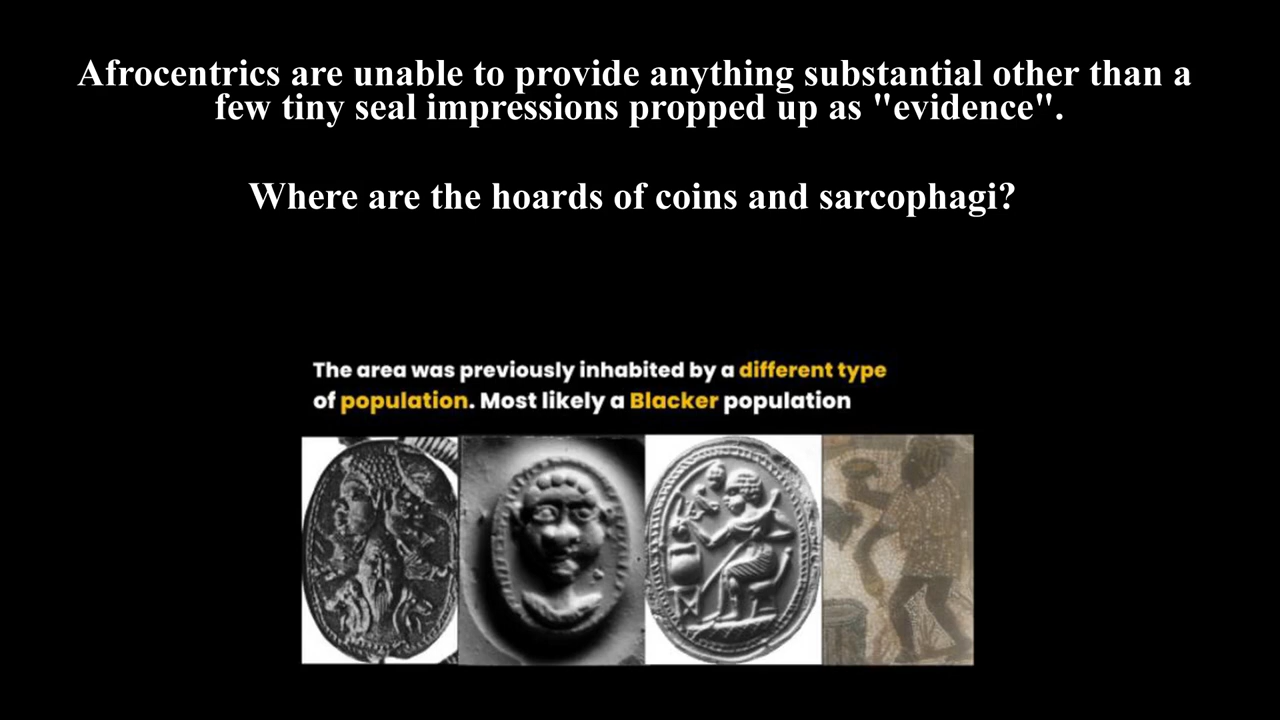 Afrocentrics are unable to provide anything substantial other than a
few tiny seal impressions propped up as "evidence".
Where are the hoards of coins and sarcophagi?
The area was previously inhabited by a different type
of population. Most likely a Blacker population